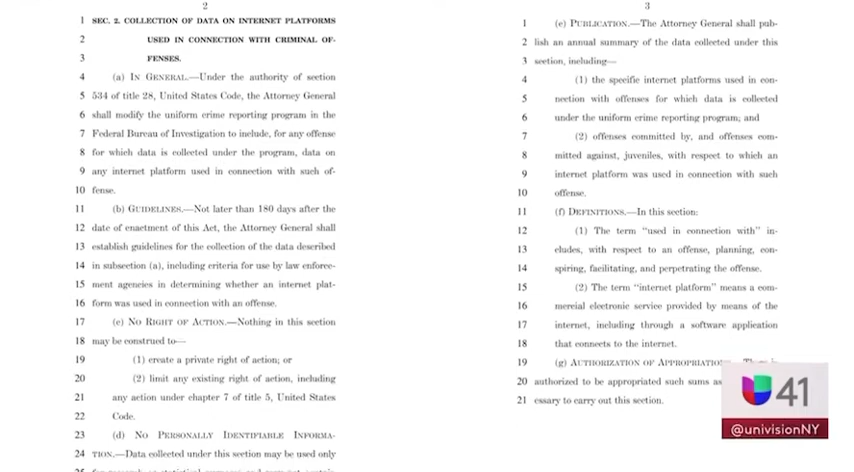 2
1 SEC. 2. COLLECTION OF DATA ON INTERNET PLATFORMS
2 USED IN CONNECTION WITH CRIMINAL OF-
3 FENSES.
4 (a) IN GENERAL.—Under the authority of section
5 534 of title 28, United States Code, the Attorney General
6 shall modify the uniform crime reporting program in the
7 Federal Bureau of Investigation to include, for any offense
8 for which data is collected under the program, data on
9 any internet platform used in connection with such of-
10 fense.
11 (b) GUIDELINES.—Not later than 180 days after the
12 date of enactment of this Act, the Attorney General shall
13 establish guidelines for the collection of the data described
14 in subsection (a), including criteria for use by law enforce-
15 ment agencies in determining whether an internet plat-
16 form was used in connection with an offense.
17 (c) NO RIGHT OF ACTION.—Nothing in this section
18 may be construed to—
19 (1) create a private right of action; or
20 (2) limit any existing right of action, including
21 any action under chapter 7 of title 5, United States
22 Code.
23 (d) NO PERSONALLY IDENTIFIABLE INFORMA-
24 TION.—Data collected under this section may be used only
3
1 (e) PUBLICATION.—The Attorney General shall pub-
2 lish an annual summary of the data collected under this
3 section, including—
4 (1) the specific internet platforms used in con-
5 nection with offenses for which data is collected
6 under the uniform crime reporting program; and
7 (2) offenses committed by, and offenses com-
8 mitted against, juveniles, with respect to which an
9 internet platform was used in connection with such
10 offense.
11 (f) DEFINITIONS.—In this section:
12 (1) The term "used in connection with" in-
13 cludes, with respect to an offense, planning, con-
14 spiring, facilitating, and perpetrating the offense.
15 (2) The term "internet platform" means a com-
16 mercial electronic service provided by means of the
17 internet, including through a software application
18 that connects to the internet.
19 (g) AUTHORIZATION OF
20 authorized to be appropriated such sums as
21 essary to carry out this section.
41
@univisionNY